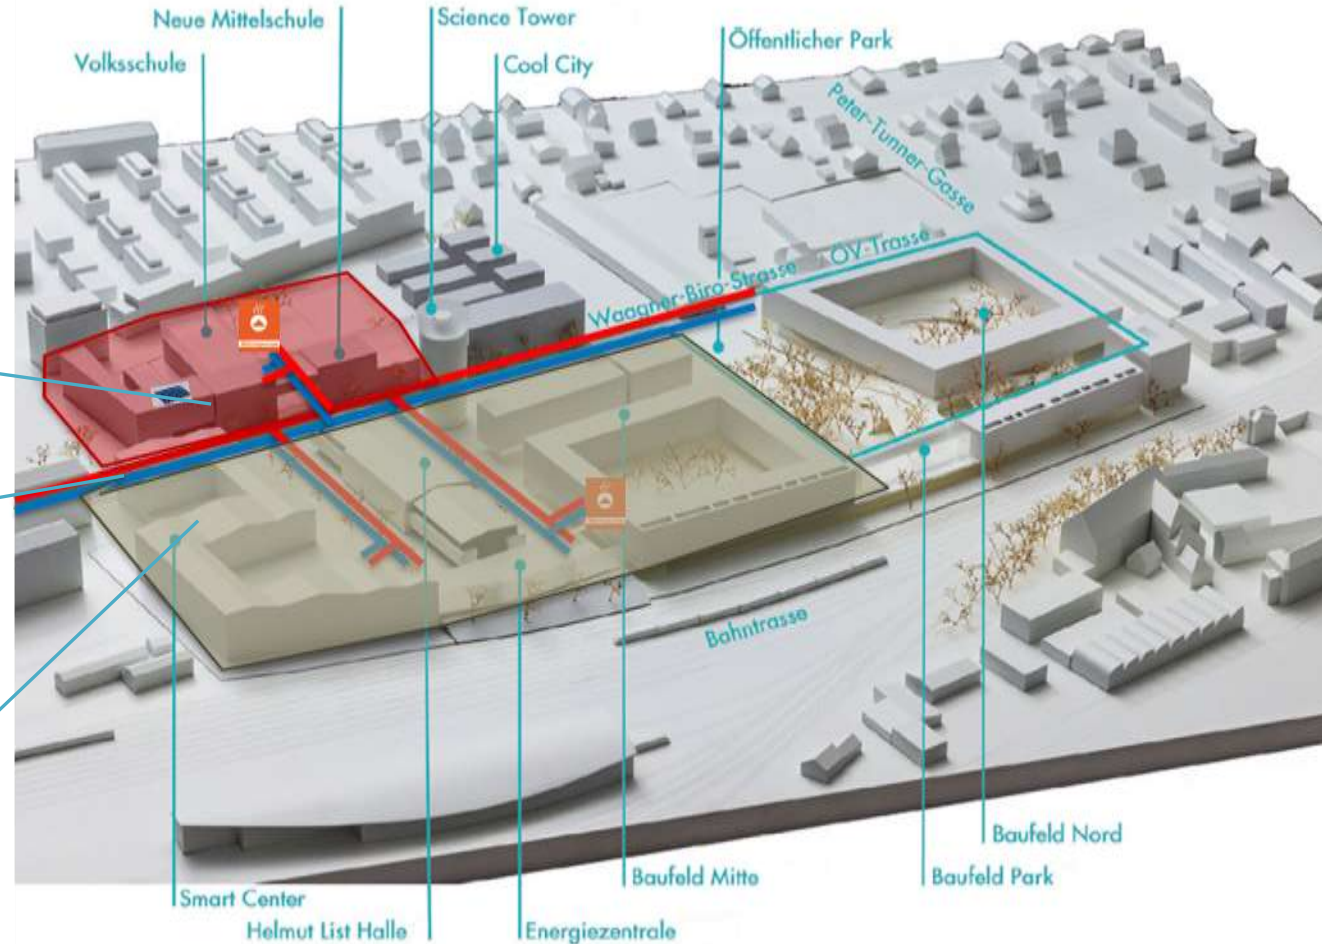 Neue Mittelschule
Science Tower
Volksschule
Cool City
Öffentlicher Park
Peter-Tunner-Gasse
ÖV-Trasse
Waagner-Biro-Strasse
Bahntrasse
Baufeld Nord
Baufeld Mitte
Baufeld Park
Smart Center
Helmut List Halle
Energiezentrale